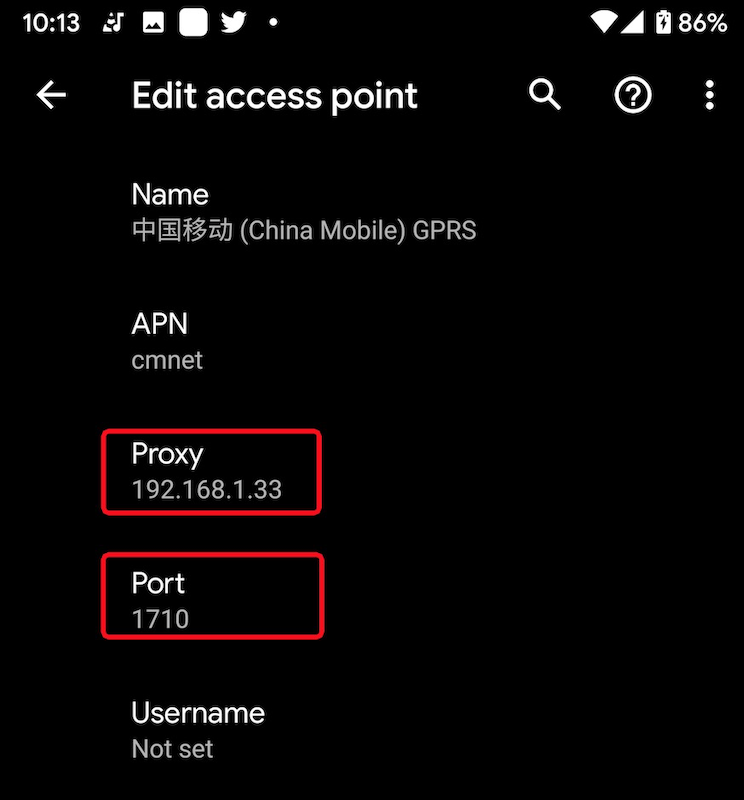 10:13 86%
Edit access point
Name
中国移动 (China Mobile) GPRS
APN
cmnet
Proxy
192.168.1.33
Port
1710
Username
Not set